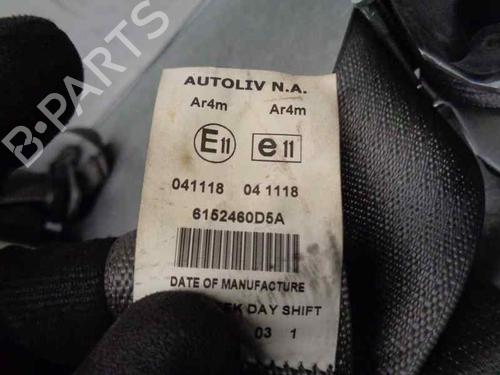 B-PARTS
AUTOLIV N.A.
Ar4m Ar4m
E11 e11
041118 04 1118
6152460D5A
DATE OF MANUFACTURE
DAY SHIFT
03 1